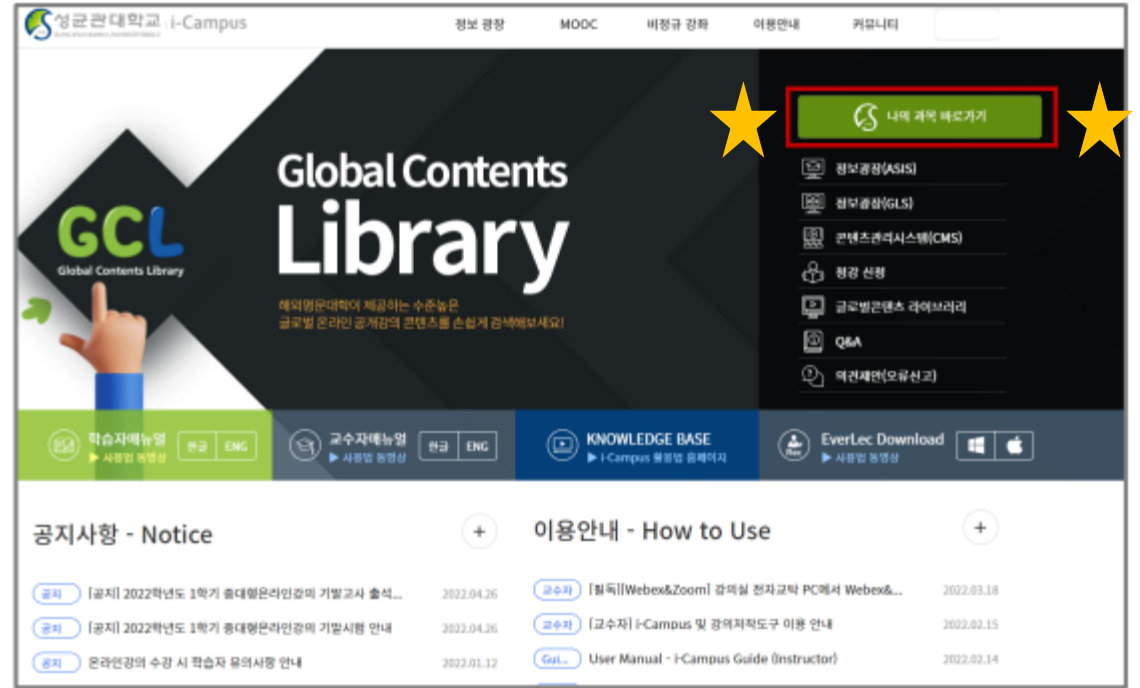 성균관대학교 i-Campus
정보 광장 MOOC 비정규 강좌 이용안내 커뮤니티
나의 과목 바로가기
정보광장(ASIS)
정보광장(GLS)
콘텐츠관리시스템(CMS)
청강 신청
글로벌콘텐츠 라이브러리
Q&A
의견제안(오류신고)
Global Contents
Library
해외명문대학이 제공하는 수준높은
글로벌 온라인 공개강의 콘텐츠를 손쉽게 검색해보세요!
GCL
Global Contents Library
학습자매뉴얼 한글 ENG
▶ 사용법 동영상
교수자매뉴얼 한글 ENG
▶ 사용법 동영상
KNOWLEDGE BASE
▶ i-Campus 활용법 홈페이지
EverLec Download
▶ 사용법 동영상
공지사항 - Notice +
공지 [공지] 2022학년도 1학기 중대형온라인강의 기말고사 출석... 2022.04.26
공지 [공지] 2022학년도 1학기 중대형온라인강의 기말시험 안내 2022.04.26
공지 온라인강의 수강 시 학습자 유의사항 안내 2022.01.12
이용안내 - How to Use +
교수자 [필독][Webex&Zoom] 강의실 전자교탁 PC에서 Webex&... 2022.03.18
교수자 [교수자] i-Campus 및 강의저작도구 이용 안내 2022.02.15
Gui... User Manual - i-Campus Guide (Instructor) 2022.02.14